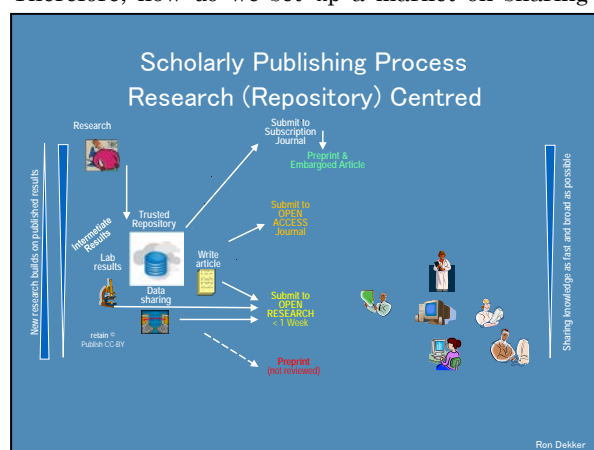 Therefore, how do we set up a market on sharing
Scholarly Publishing Process
Research (Repository) Centred
Research
Submit to
Subscription
Journal
Preprint &
Embargoed Article
New research builds on published results
Intermediate
Results
Trusted
Repository
Submit to
OPEN
ACCESS
Journal
Lab
results
Write
article
Data
sharing
Submit to
OPEN
RESEARCH
< 1 Week
retain ©
Publish CC-BY
Preprint
(not reviewed)
Sharing knowledge as fast and broad as possible
Ron Dekker